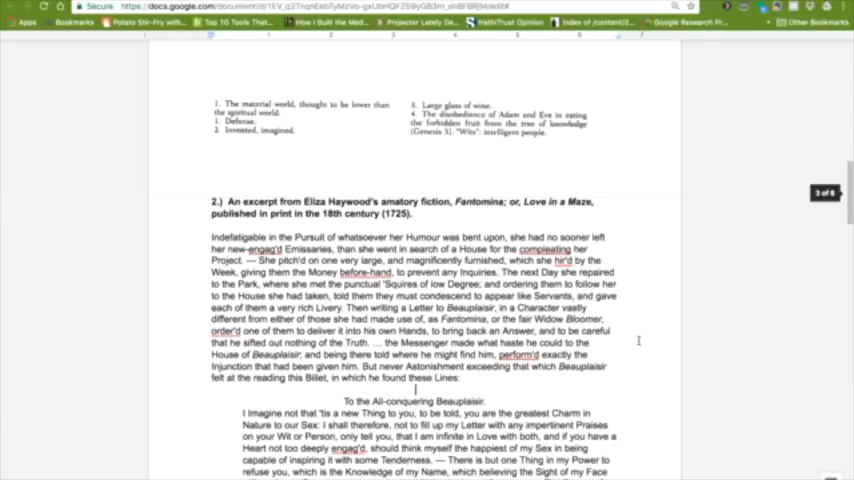 Secure https://docs.google.com/document/d/
Apps Bookmarks Potato Stir-Fry with Top 10 Tools That How I Built the Med Projector Lately De HathiTrust Opinion Index of /content/2 Google Research Pr Other Bookmarks
1 2 3 4 5 6 7
1. The material world, thought to be lower than
the spiritual world.
1. Defense.
2. Invented, imagined.
3. Large glass of wine.
4. The disobedience of Adam and Eve in eating
the forbidden fruit from the tree of knowledge
(Genesis 3). "Wits": intelligent people.
3 of 6
2.) An excerpt from Eliza Haywood's amatory fiction, Fantomina; or, Love in a Maze,
published in print in the 18th century (1725).
Indefatigable in the Pursuit of whatsoever her Humour was bent upon, she had no sooner left
her new-engag'd Emissaries, than she went in search of a House for the compleating her
Project. — She pitch'd on one very large, and magnificently furnished, which she hir'd by the
Week, giving them the Money before-hand, to prevent any Inquiries. The next Day she repaired
to the Park, where she met the punctual 'Squires of low Degree; and ordering them to follow her
to the House she had taken, told them they must condescend to appear like Servants, and gave
each of them a very rich Livery. Then writing a Letter to Beauplaisir, in a Character vastly
different from either of those she had made use of, as Fantomina, or the fair Widow Bloomer,
order'd one of them to deliver it into his own Hands, to bring back an Answer, and to be careful
that he sifted out nothing of the Truth. ... the Messenger made what haste he could to the
House of Beauplaisir; and being there told where he might find him, perform'd exactly the
Injunction that had been given him. But never Astonishment exceeding that which Beauplaisir
felt at the reading this Billet, in which he found these Lines:
To the All-conquering Beauplaisir.
I Imagine not that 'tis a new Thing to you, to be told, you are the greatest Charm in
Nature to our Sex: I shall therefore, not to fill up my Letter with any impertinent Praises
on your Wit or Person, only tell you, that I am infinite in Love with both, and if you have a
Heart not too deeply engag'd, should think myself the happiest of my Sex in being
capable of inspiring it with some Tenderness. — There is but one Thing in my Power to
refuse you, which is the Knowledge of my Name, which believing the Sight of my Face